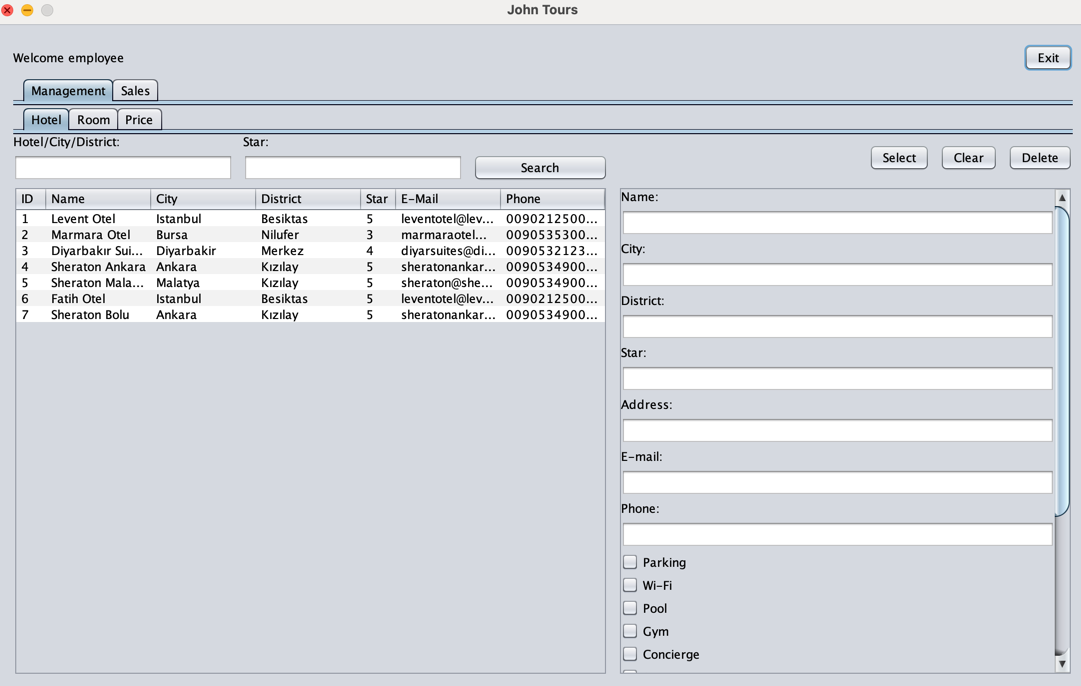 John Tours
Welcome employee
Exit
Management Sales
Hotel Room Price
Hotel/City/District: Star:
Search
Select Clear Delete
ID Name City District Star E-Mail Phone
1 Levent Otel Istanbul Besiktas 5 leventotel@lev... 0090212500...
2 Marmara Otel Bursa Nilufer 3 marmaraotel... 0090535300...
3 Diyarbakır Sui... Diyarbakir Merkez 4 diyarsuites@di... 0090532123...
4 Sheraton Ankara Ankara Kızılay 5 sheratonankar... 0090534900...
5 Sheraton Mala... Malatya Kızılay 5 sheraton@she... 0090534900...
6 Fatih Otel Istanbul Besiktas 5 leventotel@lev... 0090212500...
7 Sheraton Bolu Ankara Kızılay 5 sheratonankar... 0090534900...
Name:
City:
District:
Star:
Address:
E-mail:
Phone:
Parking
Wi-Fi
Pool
Gym
Concierge